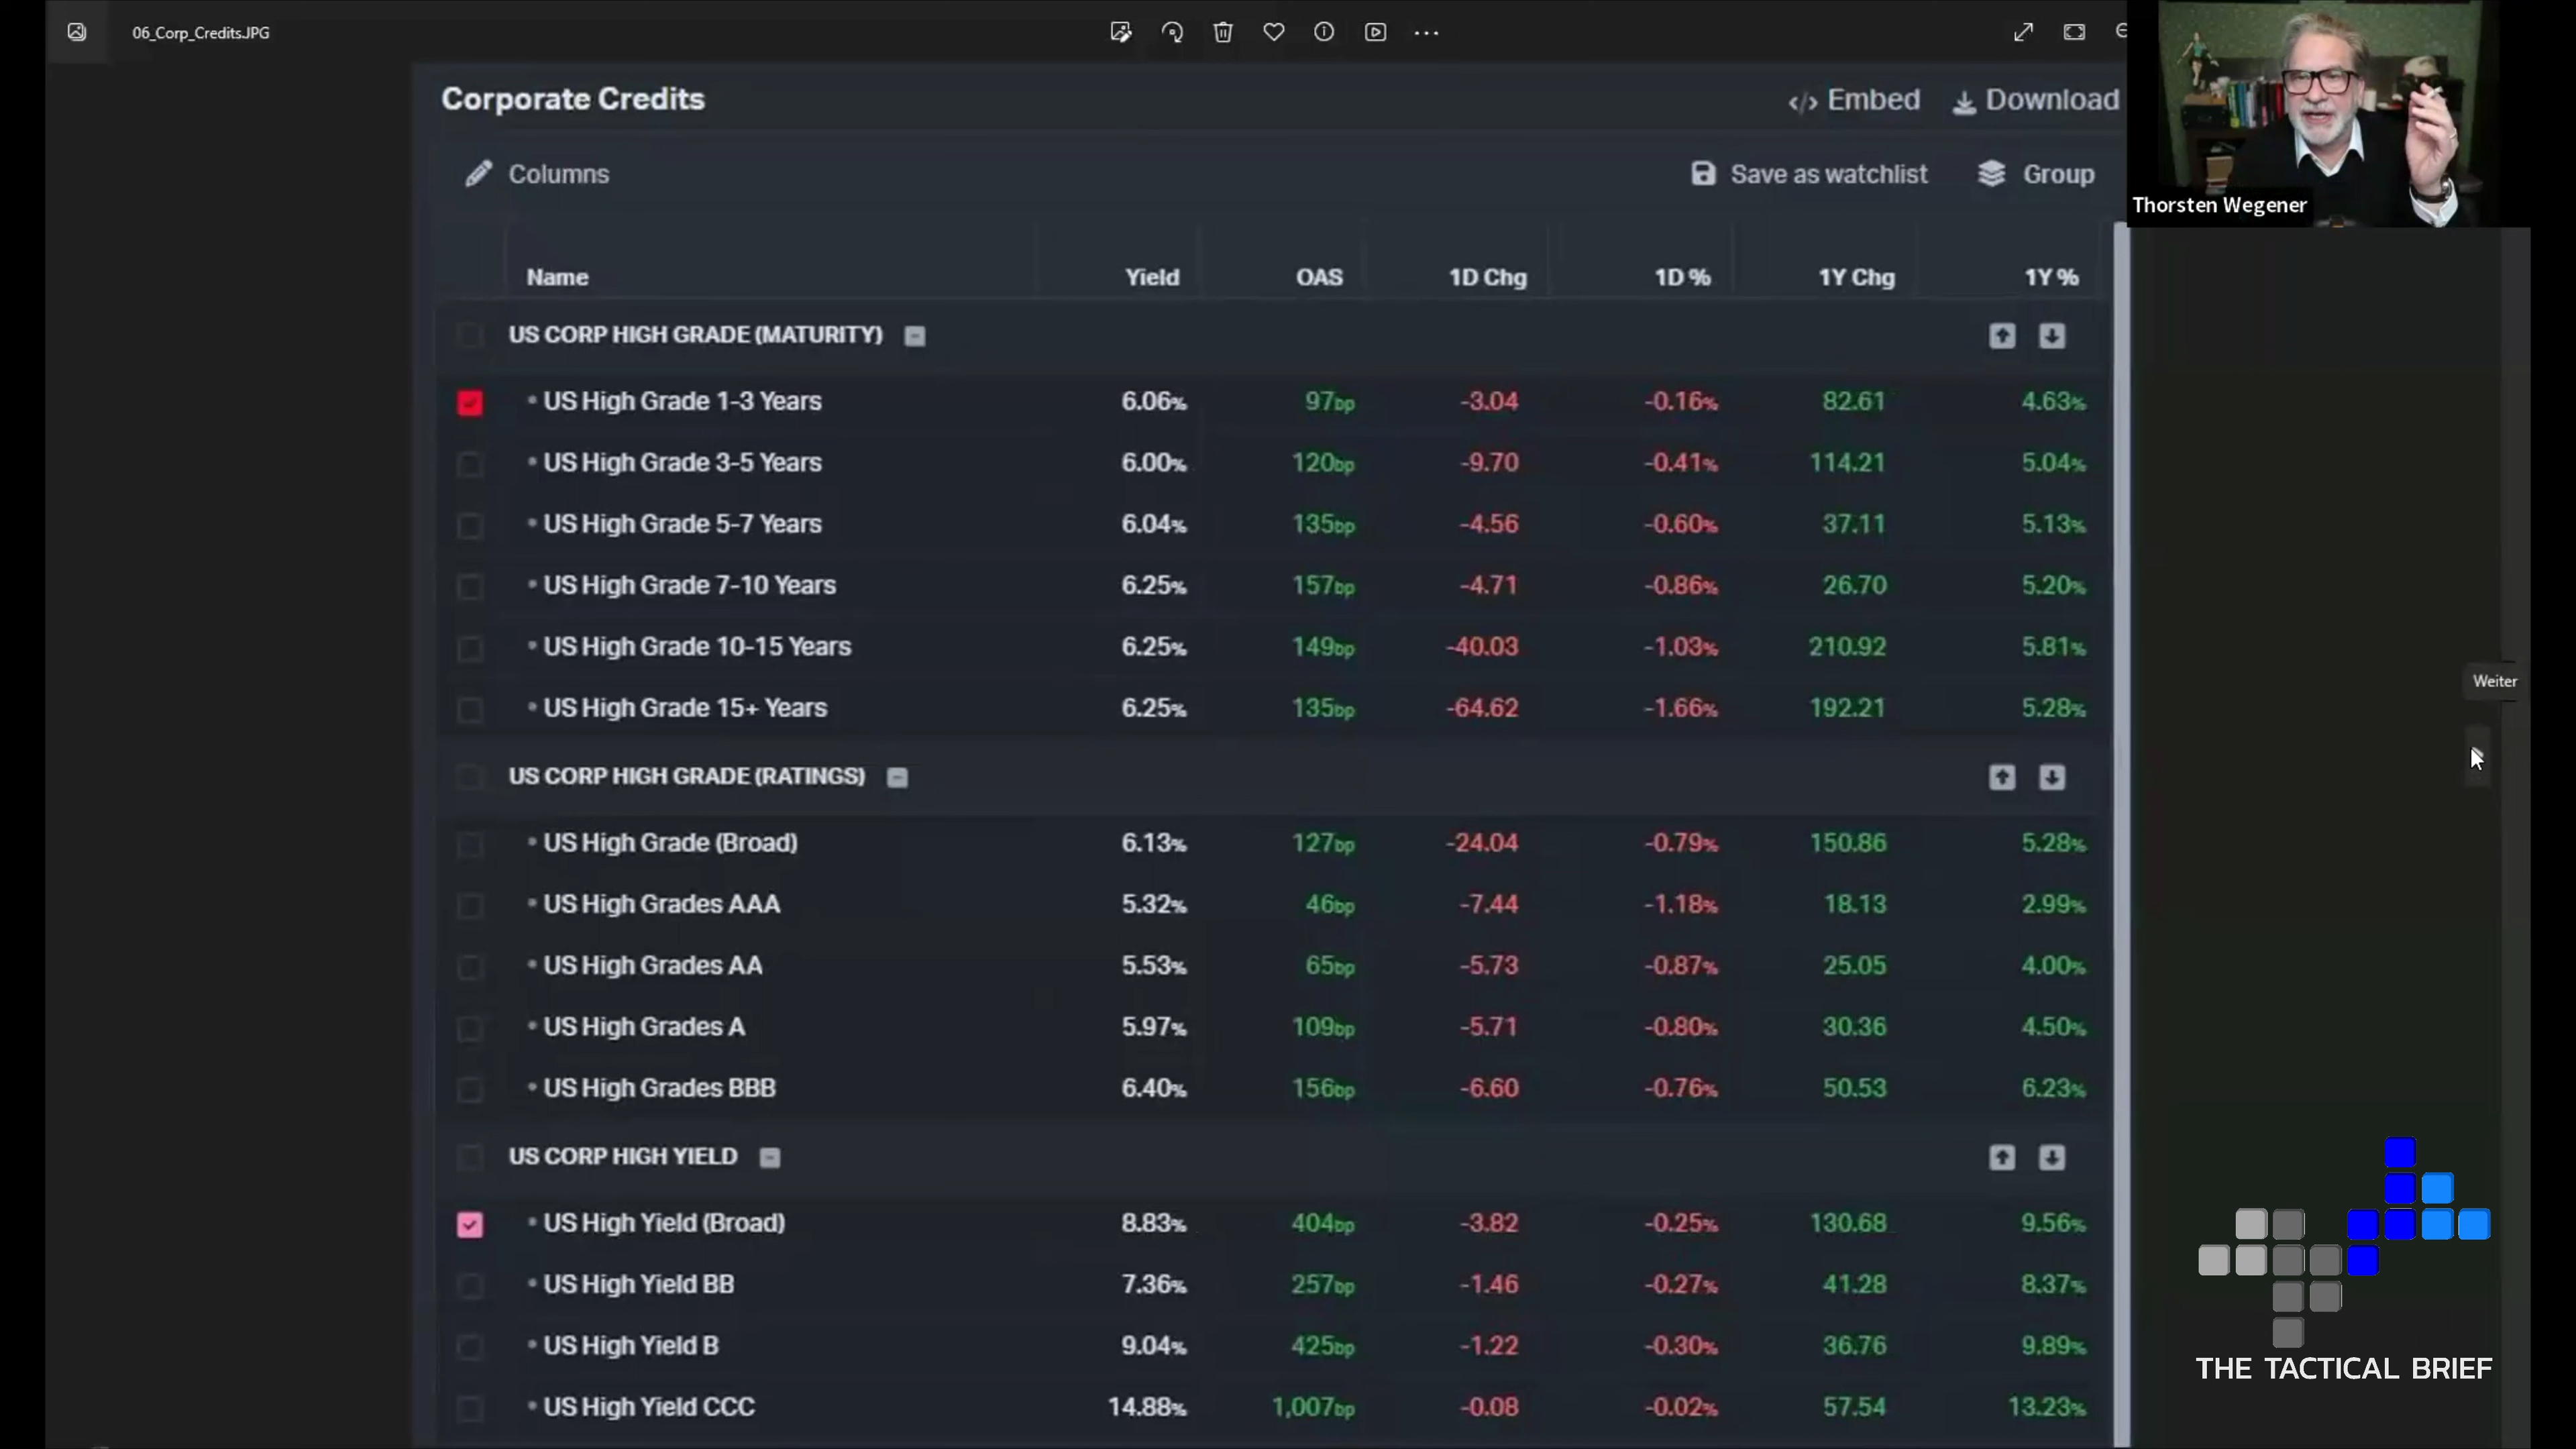 06_Corp_Credits.JPG
Corporate Credits
</> Embed
Download
Thorsten Wegener
Columns
Save as watchlist
Group
Name Yield OAS 1D Chg 1D % 1Y Chg 1Y %
US CORP HIGH GRADE (MATURITY)
US High Grade 1-3 Years 6.06% 97bp -3.04 -0.16% 82.61 4.63%
US High Grade 3-5 Years 6.00% 120bp -9.70 -0.41% 114.21 5.04%
US High Grade 5-7 Years 6.04% 135bp -4.56 -0.60% 37.11 5.13%
US High Grade 7-10 Years 6.25% 157bp -4.71 -0.86% 26.70 5.20%
US High Grade 10-15 Years 6.25% 149bp -40.03 -1.03% 210.92 5.81%
Weiter
US High Grade 15+ Years 6.25% 135bp -64.62 -1.66% 192.21 5.28%
US CORP HIGH GRADE (RATINGS)
US High Grade (Broad) 6.13% 127bp -24.04 -0.79% 150.86 5.28%
US High Grades AAA 5.32% 46bp -7.44 -1.18% 18.13 2.99%
US High Grades AA 5.53% 65bp -5.73 -0.87% 25.05 4.00%
US High Grades A 5.97% 109bp -5.71 -0.80% 30.36 4.50%
US High Grades BBB 6.40% 156bp -6.60 -0.76% 50.53 6.23%
US CORP HIGH YIELD
US High Yield (Broad) 8.83% 404bp -3.82 -0.25% 130.68 9.56%
US High Yield BB 7.36% 257bp -1.46 -0.27% 41.28 8.37%
US High Yield B 9.04% 425bp -1.22 -0.30% 36.76 9.89%
US High Yield CCC 14.88% 1,007bp -0.08 -0.02% 57.54 13.23%
THE TACTICAL BRIEF